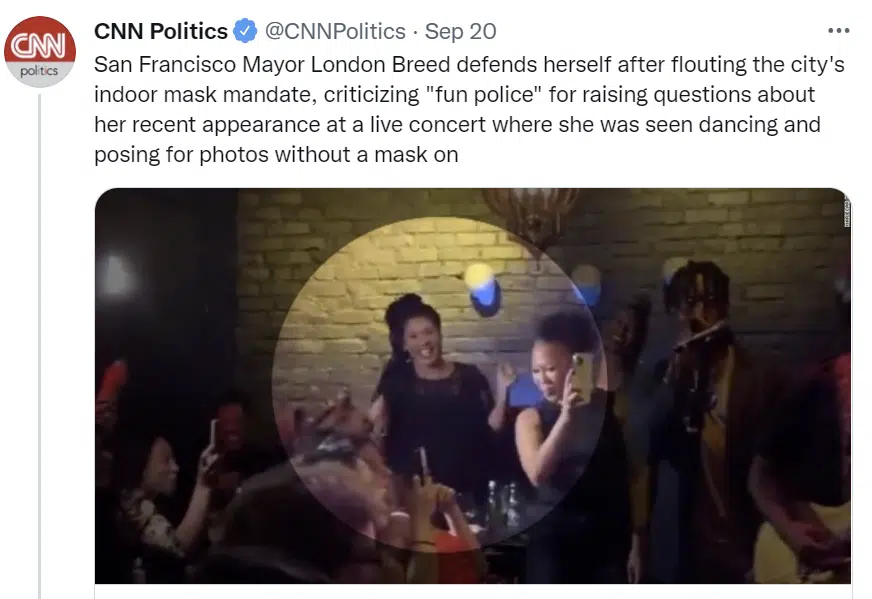 CNN
politics
CNN Politics @CNNPolitics · Sep 20
San Francisco Mayor London Breed defends herself after flouting the city's
indoor mask mandate, criticizing "fun police" for raising questions about
her recent appearance at a live concert where she was seen dancing and
posing for photos without a mask on